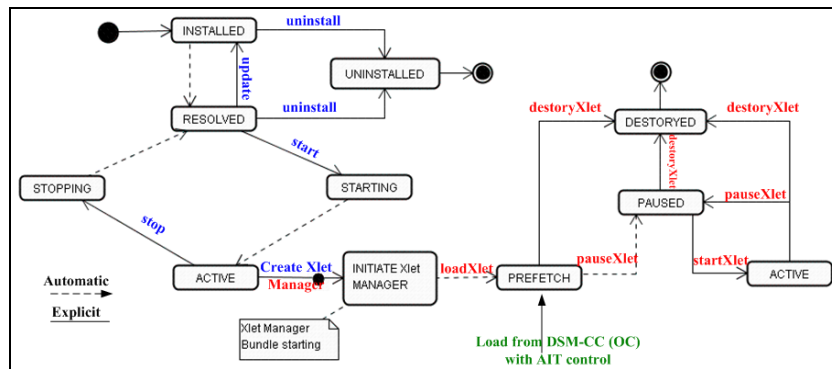 INSTALLED
uninstall
UNINSTALLED
update
RESOLVED
uninstall
start
STOPPING
STARTING
stop
ACTIVE
Create Xlet
Manager
INITIATE Xlet
MANAGER
Xlet Manager
Bundle starting
Automatic
Explicit
loadXlet
PREFETCH
pauseXlet
destoryXlet
destoryXlet
DESTORYED
destoryXlet
PAUSED
pauseXlet
startXlet
ACTIVE
Load from DSM-CC (OC)
with AIT control